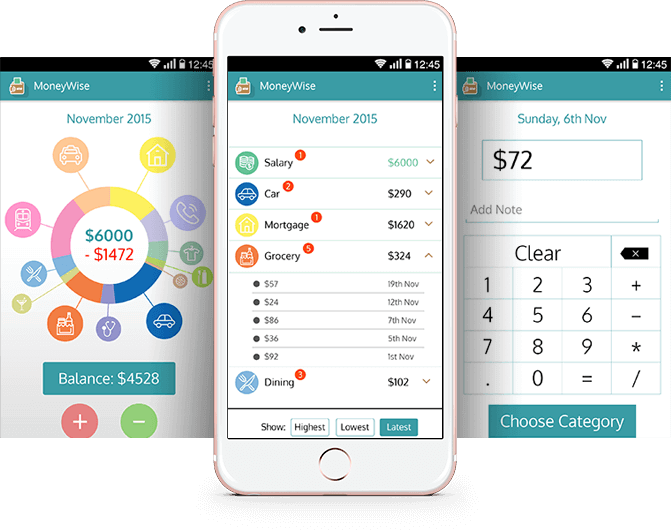 12:45
MoneyWise
November 2015
$6000
- $1472
Balance: $4528
+
−
12:45
MoneyWise
November 2015
Salary 1 $6000
Car 2 $290
Mortgage 1 $1620
Grocery 5 $324
$57 19th Nov
$24 12th Nov
$86 7th Nov
$36 5th Nov
$92 1st Nov
Dining 3 $102
Show: Highest Lowest Latest
12:45
MoneyWise
Sunday, 6th Nov
$72
Add Note
Clear
1 2 3 +
4 5 6 −
7 8 9 *
. 0 = /
Choose Category